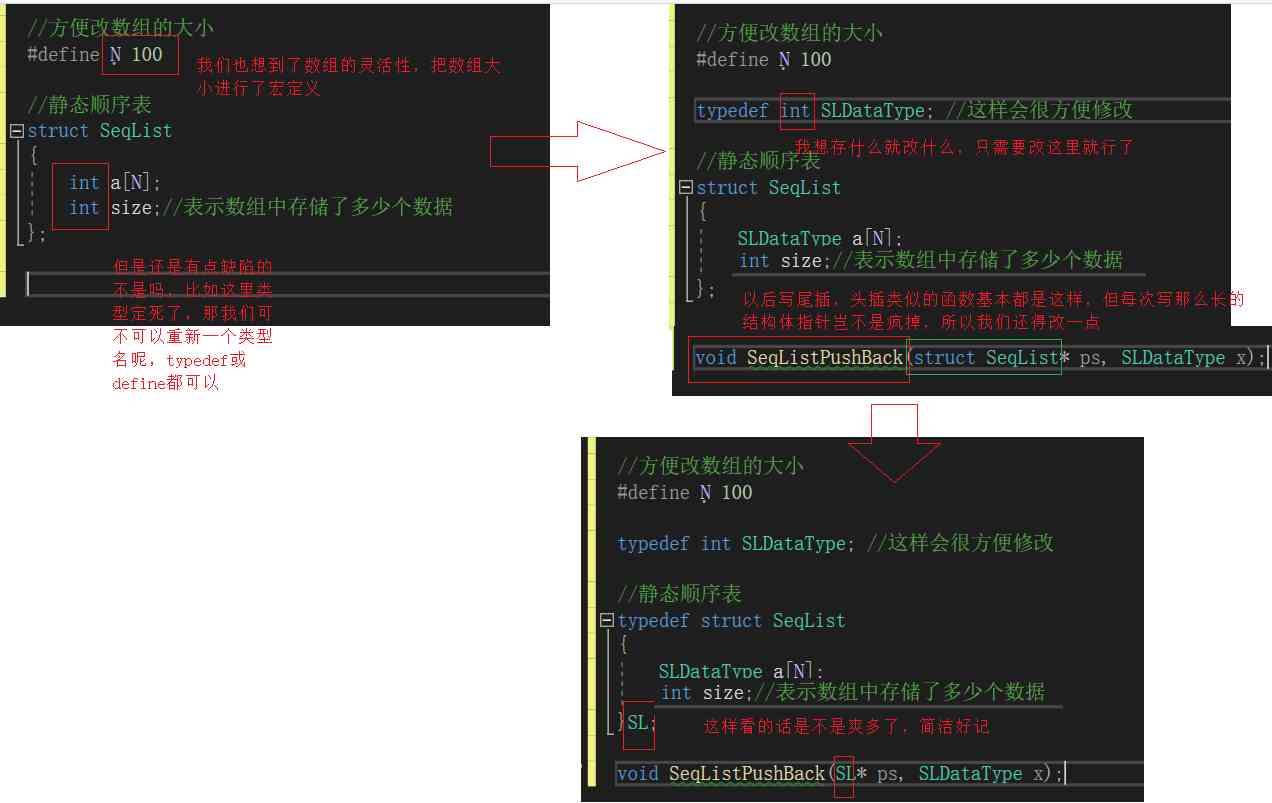 //方便改数组的大小
#define N 100
我们也想到了数组的灵活性，把数组大
小进行了宏定义
//静态顺序表
struct SeqList
{
int a[N];
int size;//表示数组中存储了多少个数据
};
但是还是有点缺陷的
不是吗，比如这里类
型定死了，那我们可
不可以重新一个类型
名呢，typedef或
define都可以
//方便改数组的大小
#define N 100
typedef int SLDataType; //这样会很方便修改
我想存什么就改什么，只需要改这里就行了
//静态顺序表
struct SeqList
{
SLDataType a[N];
int size;//表示数组中存储了多少个数据
};
以后写尾插，头插类似的函数基本都是这样，但每次写那么长的
结构体指针岂不是疯掉，所以我们还得改一点
void SeqListPushBack(struct SeqList* ps, SLDataType x);
//方便改数组的大小
#define N 100
typedef int SLDataType; //这样会很方便修改
//静态顺序表
typedef struct SeqList
{
SLDataType a[N];
int size;//表示数组中存储了多少个数据
}SL;
这样看的话是不是爽多了，简洁好记
void SeqListPushBack(SL* ps, SLDataType x);